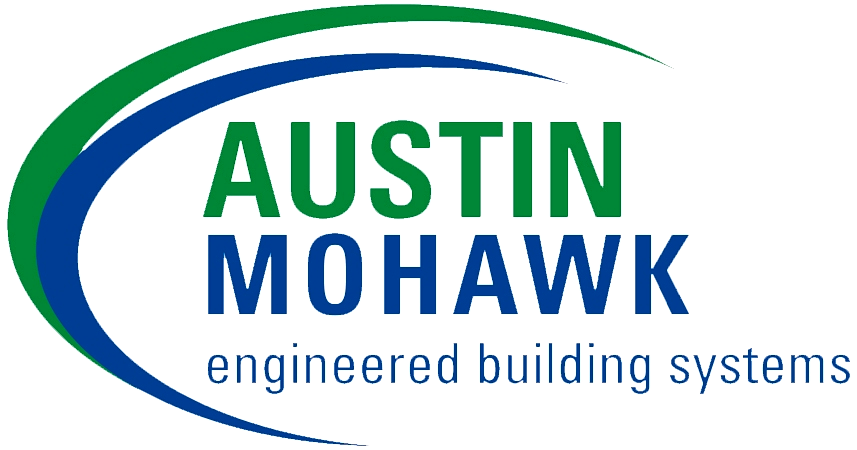 AUSTIN
MOHAWK
engineered building systems